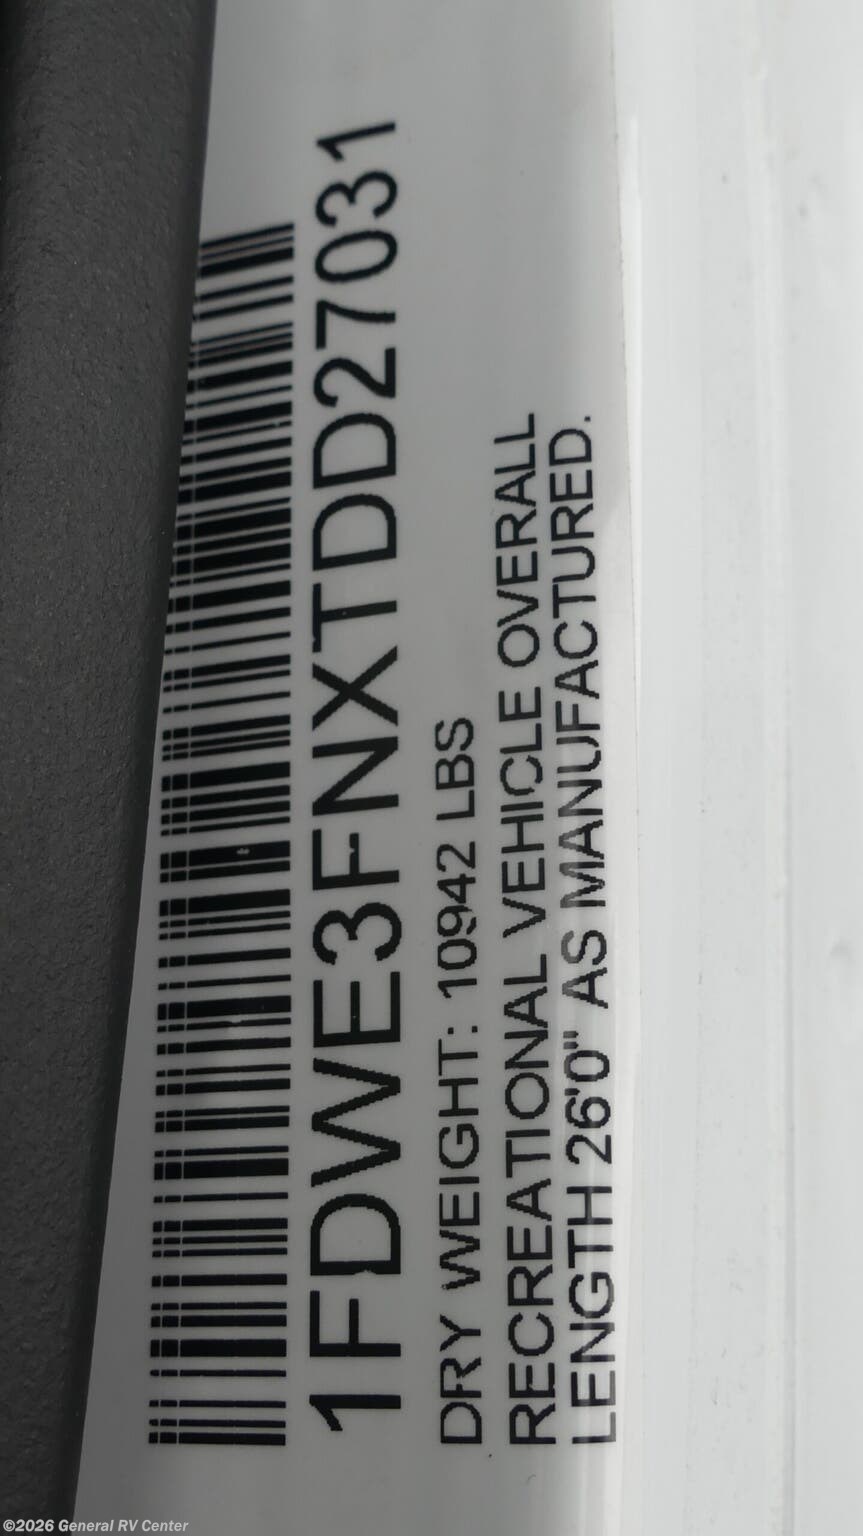 1FDWE3FNXTDD27031
DRY WEIGHT: 10942 LBS
RECREATIONAL VEHICLE OVERALL
LENGTH 26'0" AS MANUFACTURED.
©2026 General RV Center